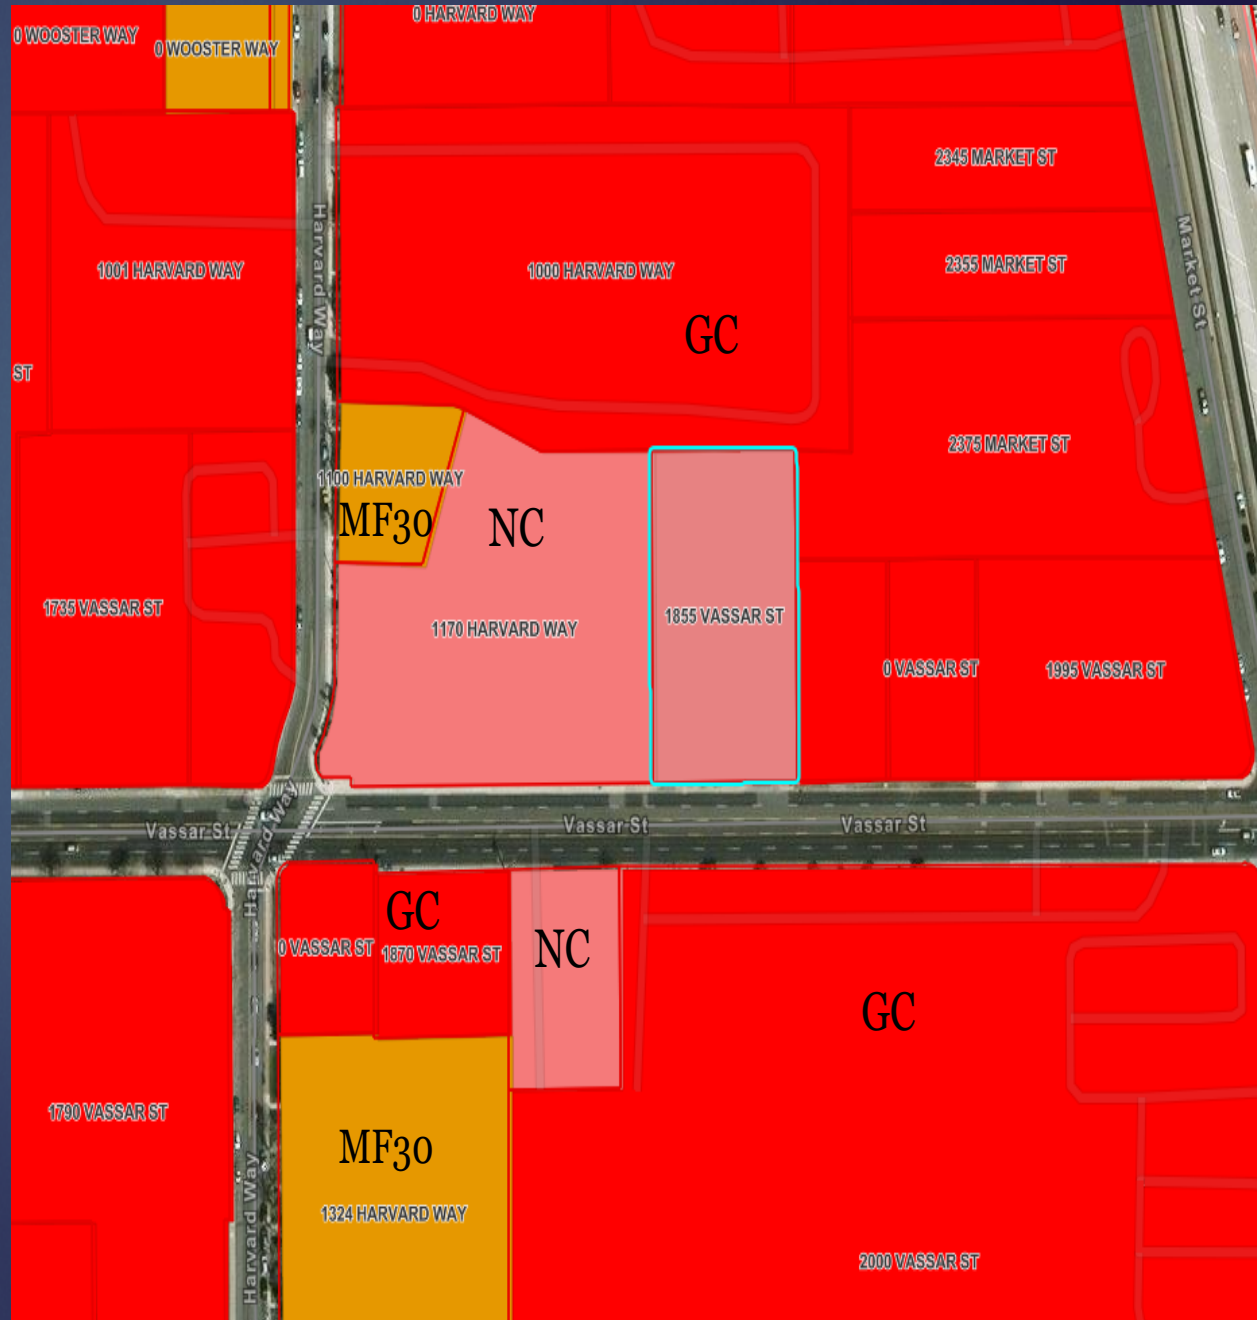 0 HARVARD WAY
0 WOOSTER WAY
0 WOOSTER WAY
2345 MARKET ST
Harvard Way
Market St
1001 HARVARD WAY
1000 HARVARD WAY
2355 MARKET ST
GC
ST
2375 MARKET ST
1100 HARVARD WAY
MF30
NC
1735 VASSAR ST
1170 HARVARD WAY
1855 VASSAR ST
0 VASSAR ST
1995 VASSAR ST
Vassar St
Harvard Way
Vassar St
Vassar St
GC
0 VASSAR ST
1870 VASSAR ST
NC
GC
1790 VASSAR ST
MF30
Harvard Way
1324 HARVARD WAY
2000 VASSAR ST